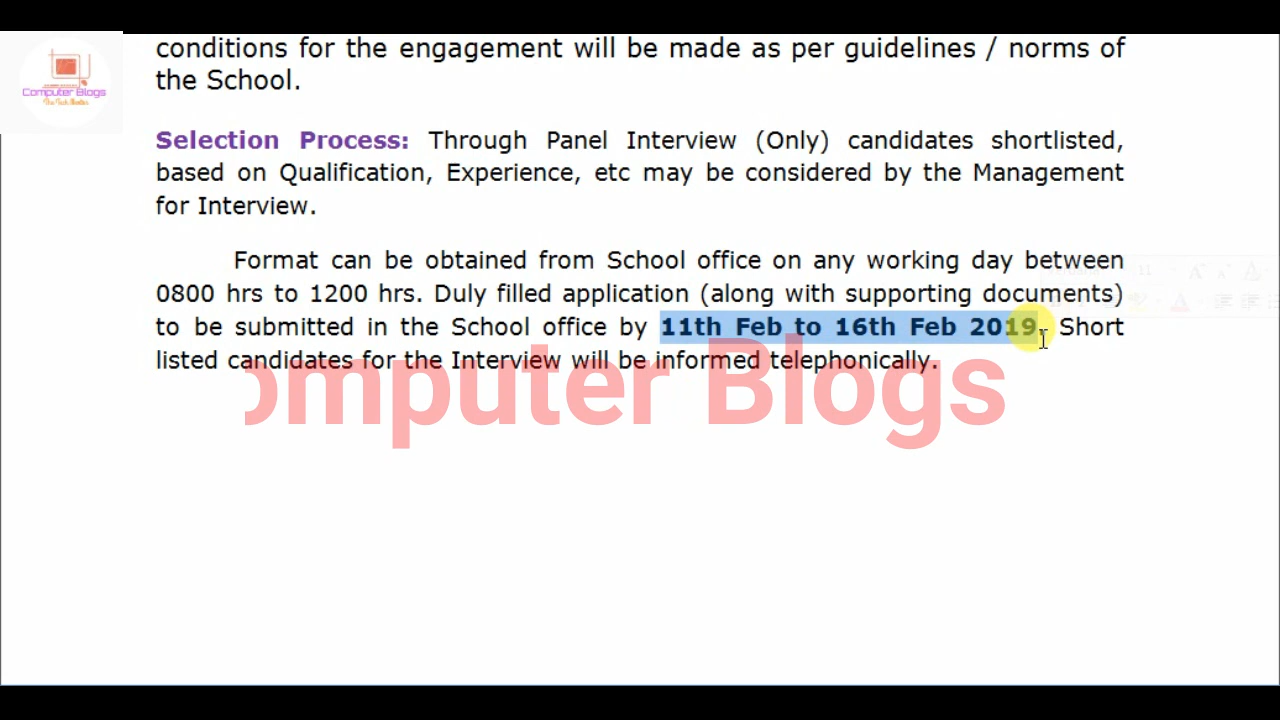 conditions for the engagement will be made as per guidelines / norms of
the School.
Computer Blogs
Selection Process: Through Panel Interview (Only) candidates shortlisted,
based on Qualification, Experience, etc may be considered by the Management
for Interview.
Format can be obtained from School office on any working day between
0800 hrs to 1200 hrs. Duly filled application (along with supporting documents)
to be submitted in the School office by 11th Feb to 16th Feb 2019. Short
listed candidates for the Interview will be informed telephonically.
omputer Blogs